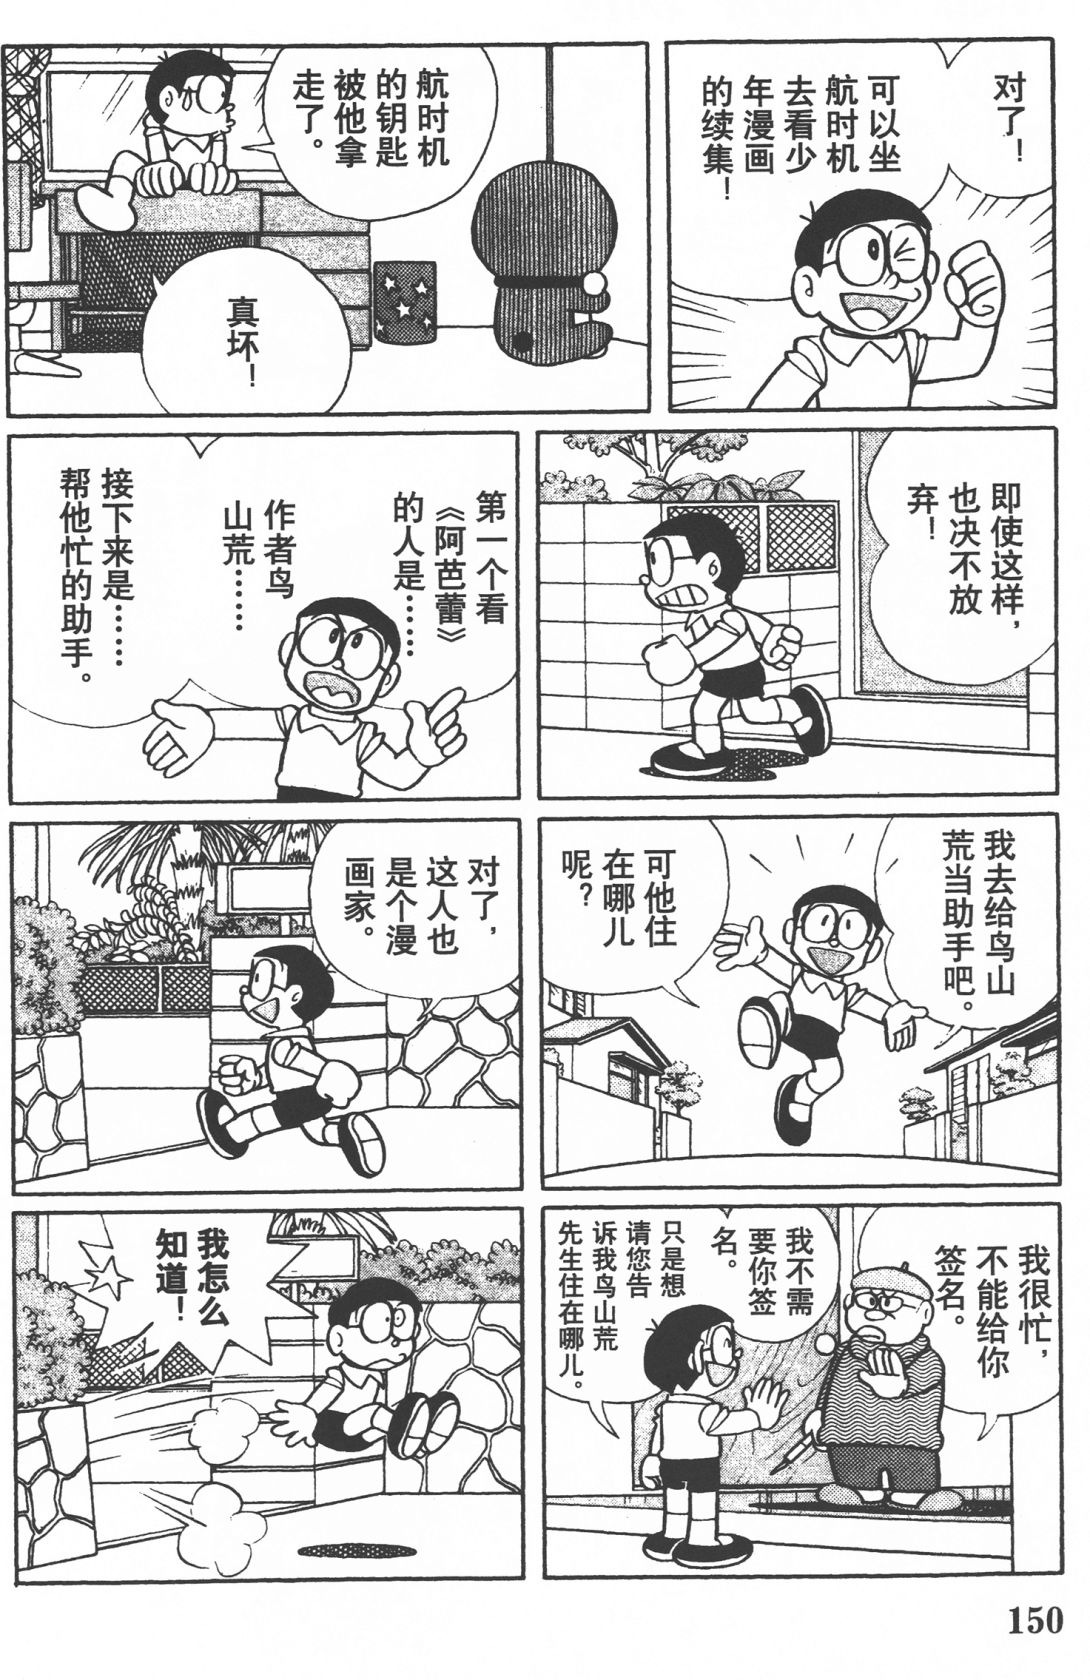 对了！
可以坐
航时机
去看少
年漫画
的续集！
航时机
的钥匙
被他拿
走了。
真坏！
即使这样，
也决不放
弃！
第一个看
《阿芭蕾》
的人是……
作者鸟
山荒……
接下来是……
帮他忙的助手。
我去给鸟山
荒当助手吧。
可他住
在哪儿
呢？
对了，
这人也
是个漫
画家。
我很忙，
不能给你
签名。
我不需
要你签
名。
只是想
请您告
诉我鸟山荒
先生住在哪儿。
我怎么
知道！
150